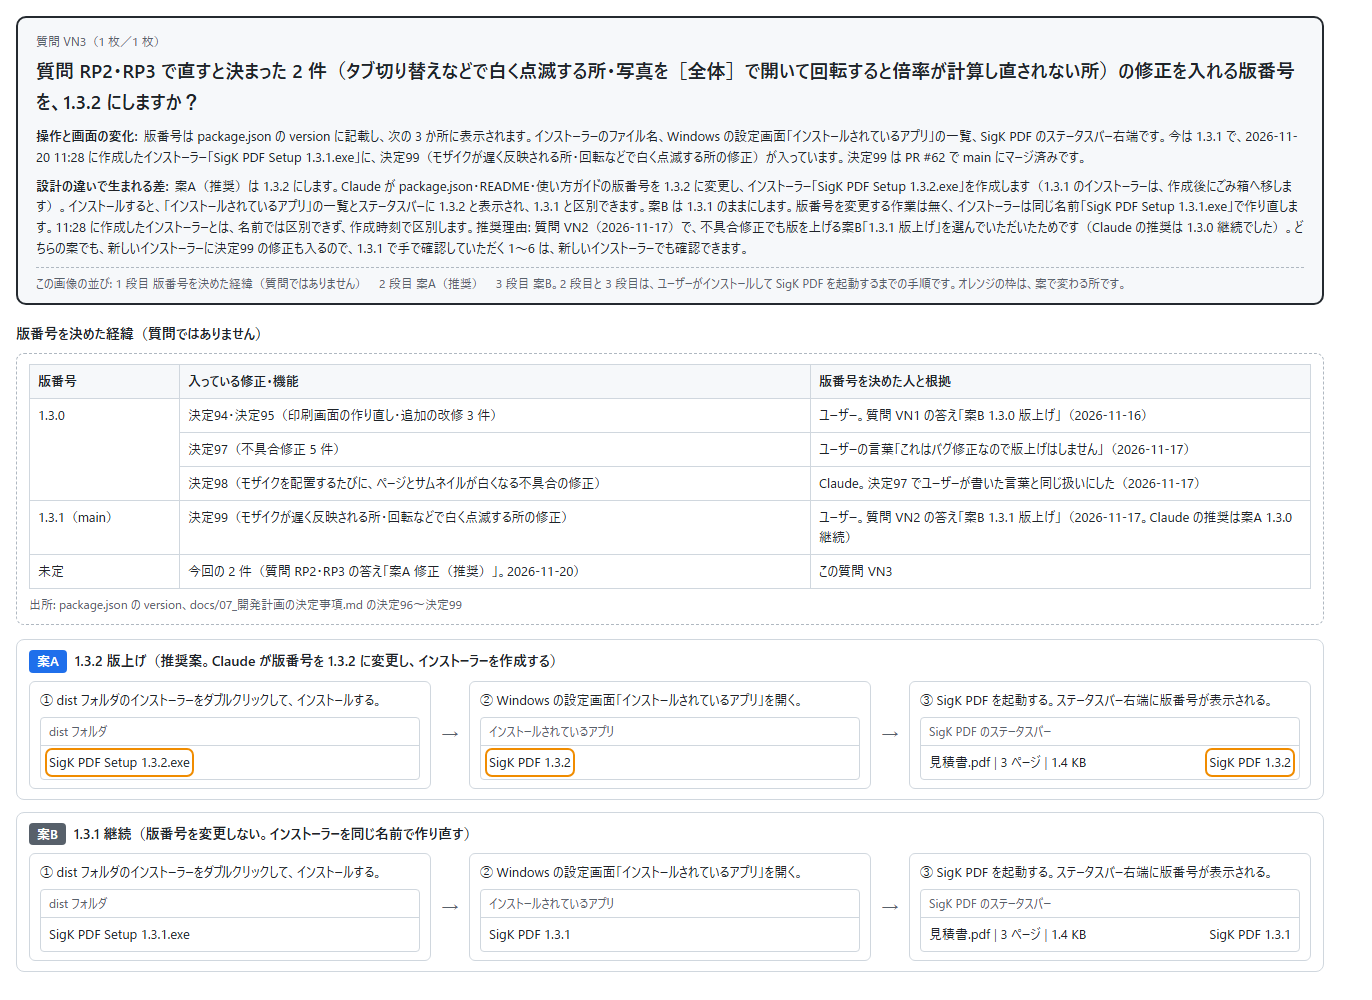 質問 VN3（1 枚／1 枚）
質問 RP2・RP3 で直すと決まった 2 件（タブ切り替えなどで白く点滅する所・写真を［全体］で開いて回転すると倍率が計算し直されない所）の修正を入れる版番号
を、1.3.2 にしますか？
操作と画面の変化: 版番号は package.json の version に記載し、次の 3 か所に表示されます。インストーラーのファイル名、Windows の設定画面「インストールされているアプリ」の一覧、SigK PDF のステータスバー右端です。今は 1.3.1 で、2026-11-
20 11:28 に作成したインストーラー「SigK PDF Setup 1.3.1.exe」に、決定99（モザイクが遅く反映される所・回転などで白く点滅する所の修正）が入っています。決定99 は PR #62 で main にマージ済みです。
設計の違いで生まれる差: 案A（推奨）は 1.3.2 にします。Claude が package.json・README・使い方ガイドの版番号を 1.3.2 に変更し、インストーラー「SigK PDF Setup 1.3.2.exe」を作成します（1.3.1 のインストーラーは、作成後にごみ箱へ移しま
す）。インストールすると、「インストールされているアプリ」の一覧とステータスバーに 1.3.2 と表示され、1.3.1 と区別できます。案B は 1.3.1 のままにします。版番号を変更する作業は無く、インストーラーは同じ名前「SigK PDF Setup 1.3.1.exe」で作り直しま
す。11:28 に作成したインストーラーとは、名前では区別できず、作成時刻で区別します。推奨理由: 質問 VN2（2026-11-17）で、不具合修正でも版を上げる案B「1.3.1 版上げ」を選んでいただいたためです（Claude の推奨は 1.3.0 継続でした）。ど
ちらの案でも、新しいインストーラーに決定99 の修正も入るので、1.3.1 で手で確認していただく 1～6 は、新しいインストーラーでも確認できます。
この画像の並び: 1 段目 版番号を決めた経緯（質問ではありません） 2 段目 案A（推奨） 3 段目 案B。2 段目と 3 段目は、ユーザーがインストールして SigK PDF を起動するまでの手順です。オレンジの枠は、案で変わる所です。
版番号を決めた経緯（質問ではありません）
版番号 入っている修正・機能 版番号を決めた人と根拠
1.3.0 決定94・決定95（印刷画面の作り直し・追加の改修 3 件） ユーザー。質問 VN1 の答え「案B 1.3.0 版上げ」（2026-11-16）
決定97（不具合修正 5 件） ユーザーの言葉「これはバグ修正なので版上げはしません」（2026-11-17）
決定98（モザイクを配置するたびに、ページとサムネイルが白くなる不具合の修正） Claude。決定97 でユーザーが書いた言葉と同じ扱いにした（2026-11-17）
1.3.1（main） 決定99（モザイクが遅く反映される所・回転などで白く点滅する所の修正） ユーザー。質問 VN2 の答え「案B 1.3.1 版上げ」（2026-11-17。Claude の推奨は案A 1.3.0
継続）
未定 今回の 2 件（質問 RP2・RP3 の答え「案A 修正（推奨）」。2026-11-20） この質問 VN3
出所: package.json の version、docs/07_開発計画の決定事項.md の決定96～決定99
案A 1.3.2 版上げ（推奨案。Claude が版番号を 1.3.2 に変更し、インストーラーを作成する）
① dist フォルダのインストーラーをダブルクリックして、インストールする。
dist フォルダ
SigK PDF Setup 1.3.2.exe
→
② Windows の設定画面「インストールされているアプリ」を開く。
インストールされているアプリ
SigK PDF 1.3.2
→
③ SigK PDF を起動する。ステータスバー右端に版番号が表示される。
SigK PDF のステータスバー
見積書.pdf | 3 ページ | 1.4 KB SigK PDF 1.3.2
案B 1.3.1 継続（版番号を変更しない。インストーラーを同じ名前で作り直す）
① dist フォルダのインストーラーをダブルクリックして、インストールする。
dist フォルダ
SigK PDF Setup 1.3.1.exe
→
② Windows の設定画面「インストールされているアプリ」を開く。
インストールされているアプリ
SigK PDF 1.3.1
→
③ SigK PDF を起動する。ステータスバー右端に版番号が表示される。
SigK PDF のステータスバー
見積書.pdf | 3 ページ | 1.4 KB SigK PDF 1.3.1